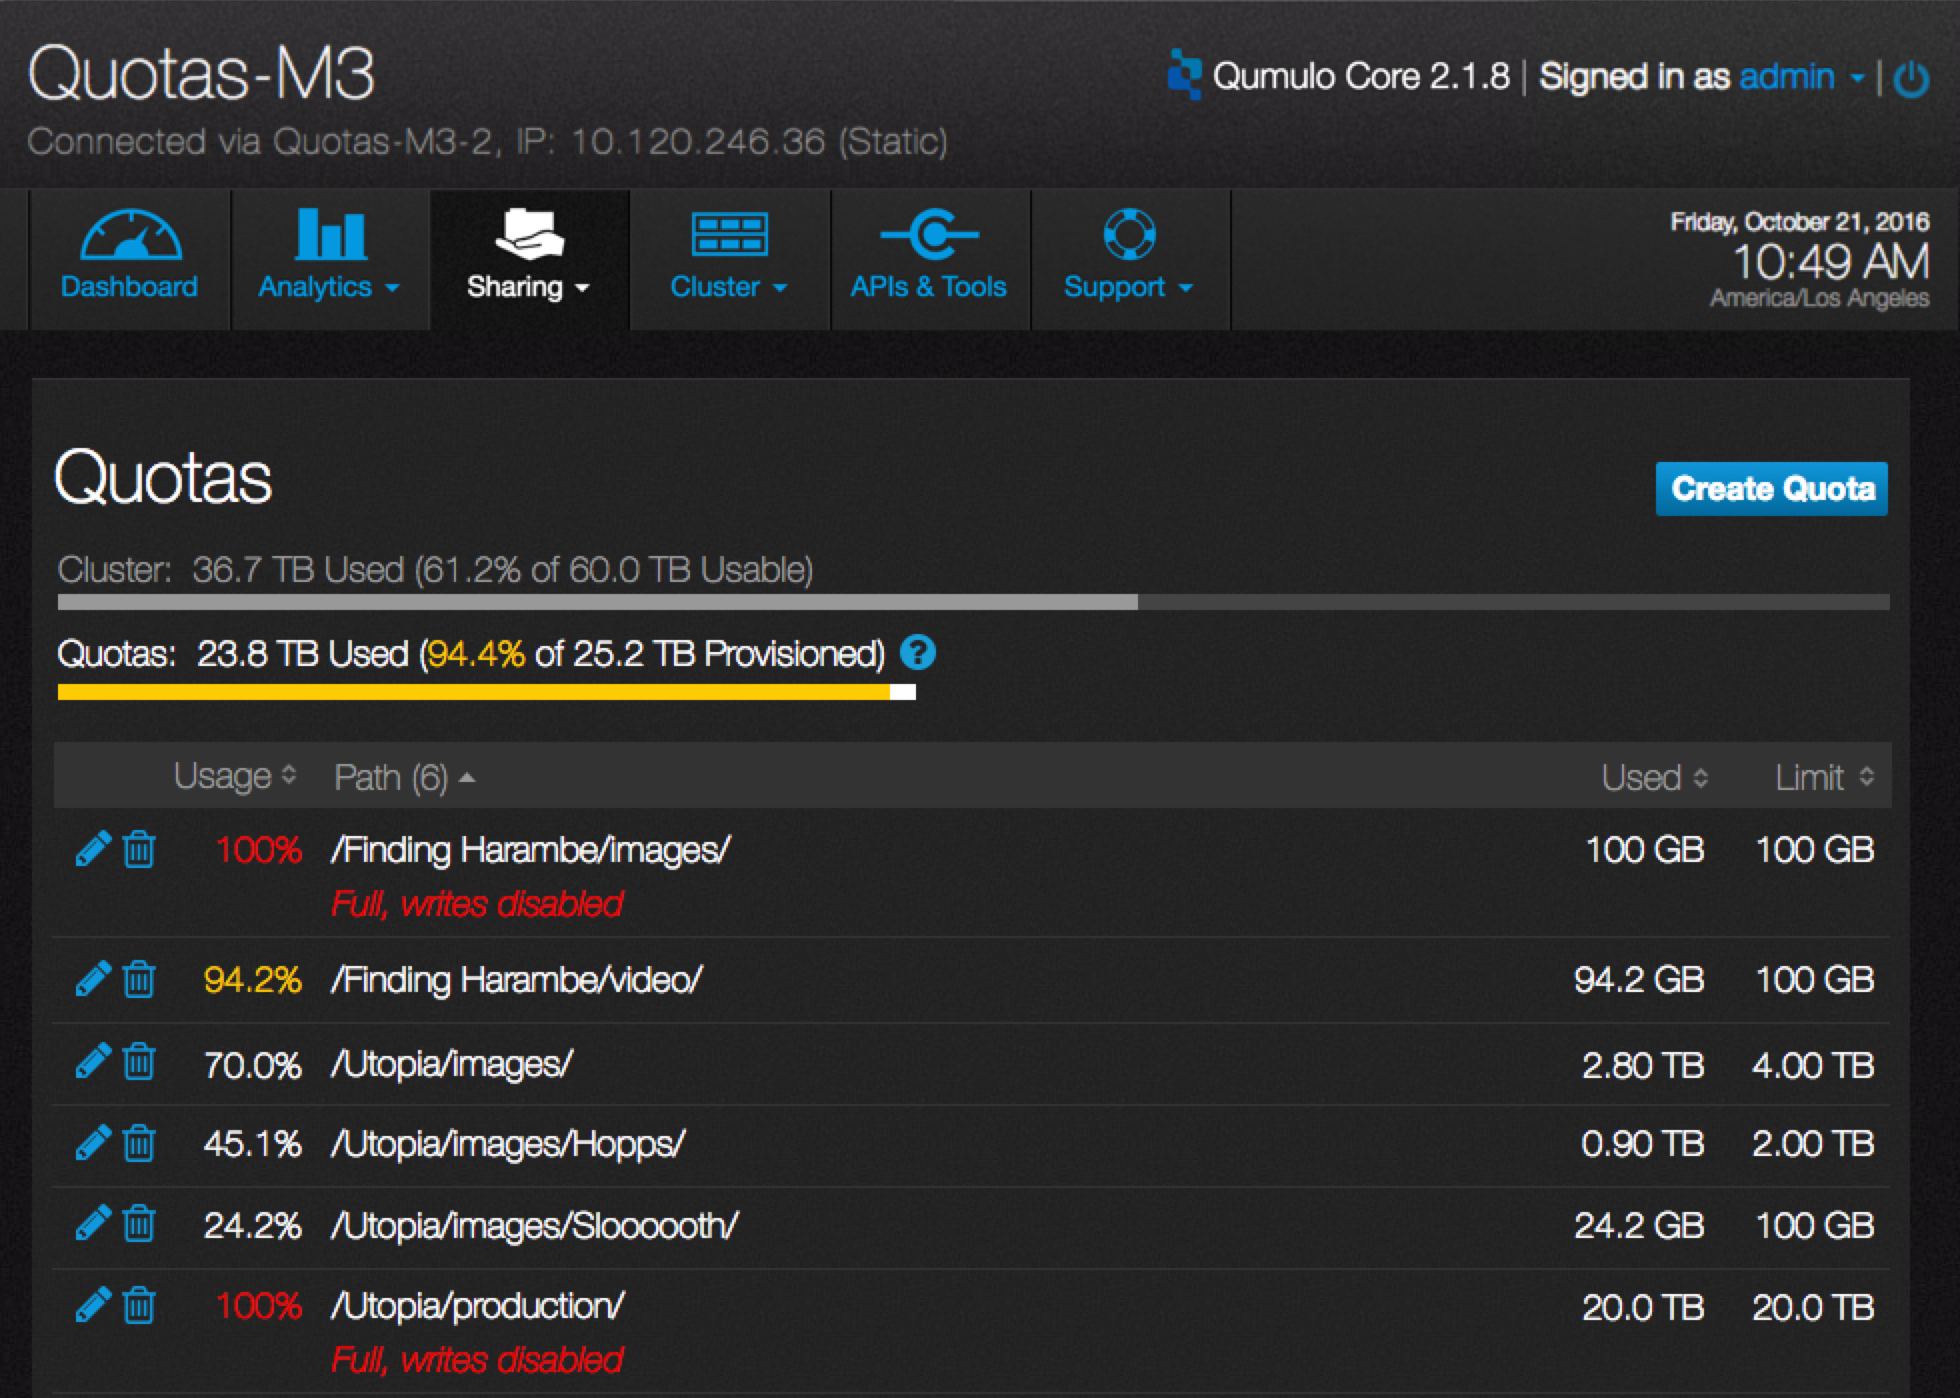 Quotas-M3
Qumulo Core 2.1.8 | Signed in as admin |
Connected via Quotas-M3-2, IP: 10.120.246.36 (Static)
Dashboard Analytics Sharing Cluster APIs & Tools Support
Friday, October 21, 2016
10:49 AM
America/Los Angeles
Quotas
Create Quota
Cluster: 36.7 TB Used (61.2% of 60.0 TB Usable)
Quotas: 23.8 TB Used (94.4% of 25.2 TB Provisioned) ?
Usage Path (6) Used Limit
100% /Finding Harambe/images/ 100 GB 100 GB
Full, writes disabled
94.2% /Finding Harambe/video/ 94.2 GB 100 GB
70.0% /Utopia/images/ 2.80 TB 4.00 TB
45.1% /Utopia/images/Hopps/ 0.90 TB 2.00 TB
24.2% /Utopia/images/Sloooooth/ 24.2 GB 100 GB
100% /Utopia/production/ 20.0 TB 20.0 TB
Full, writes disabled